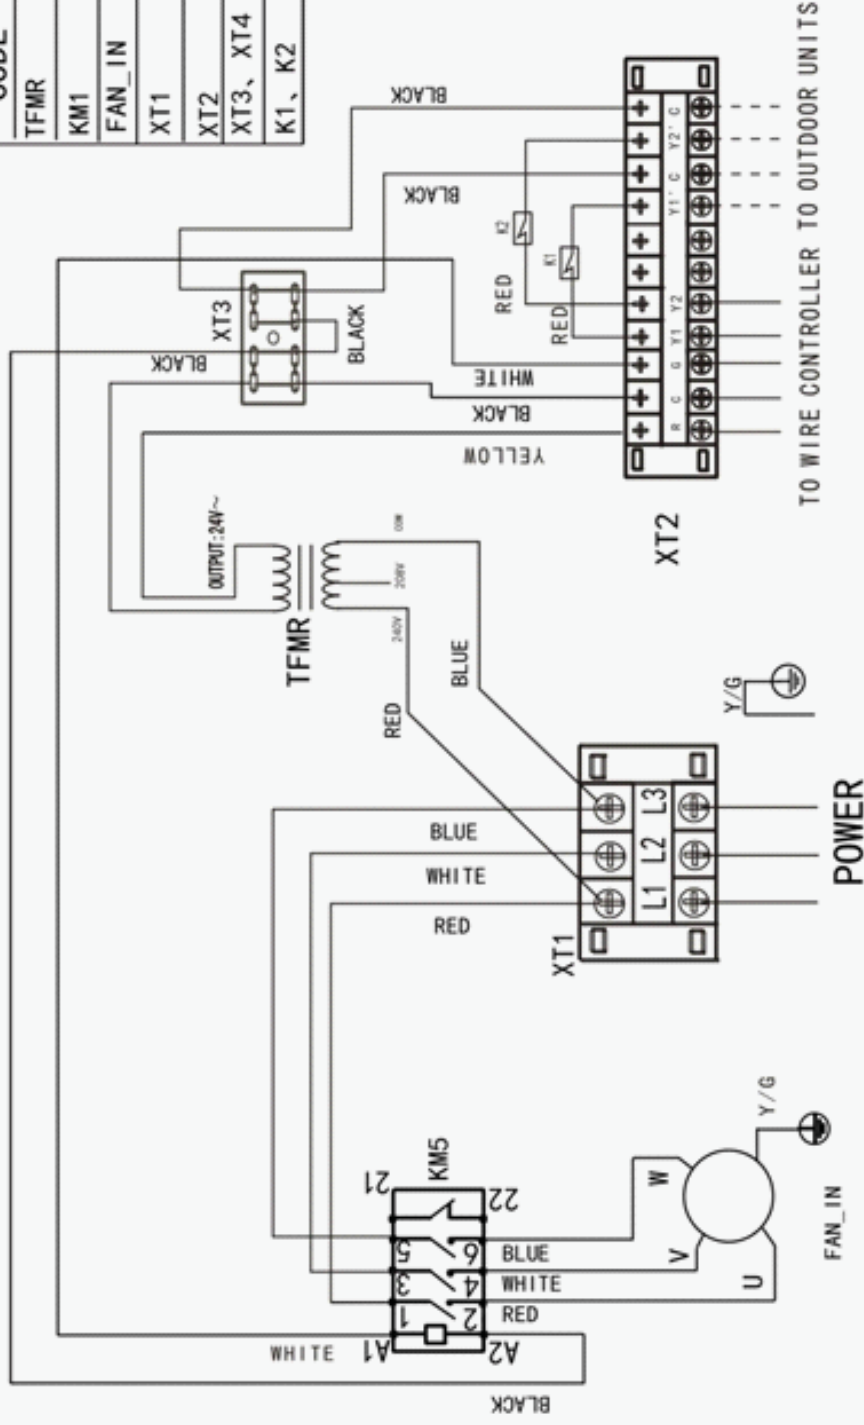 CODE
TFMR
KM1
FAN_IN
XT1
XT2
XT3、XT4
K1、K2
BLACK
BLACK
XT3
BLACK
BLACK
K2
K1
RED
RED
WHITE
BLACK
YELLOW
C
Y2'
C
Y1'
Y2
Y1
G
C
R
XT2
TO WIRE CONTROLLER TO OUTDOOR UNITS
OUTPUT:24V~
TFMR
COM
208V
240V
BLUE
RED
Y/G
BLUE
WHITE
RED
XT1
L1 L2 L3
POWER
KM5
21
22
5
6
3
4
1
2
A1
A2
WHITE
BLACK
BLUE
WHITE
RED
W
V
U
Y/G
FAN_IN